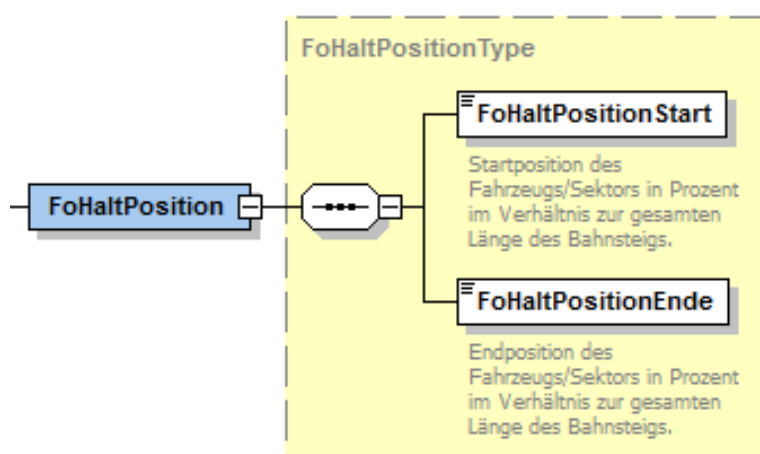 FoHaltPositionType
FoHaltPositionStart
Startposition des
Fahrzeugs/Sektors in Prozent
im Verhältnis zur gesamten
Länge des Bahnsteigs.
FoHaltPosition
FoHaltPositionEnde
Endposition des
Fahrzeugs/Sektors in Prozent
im Verhältnis zur gesamten
Länge des Bahnsteigs.